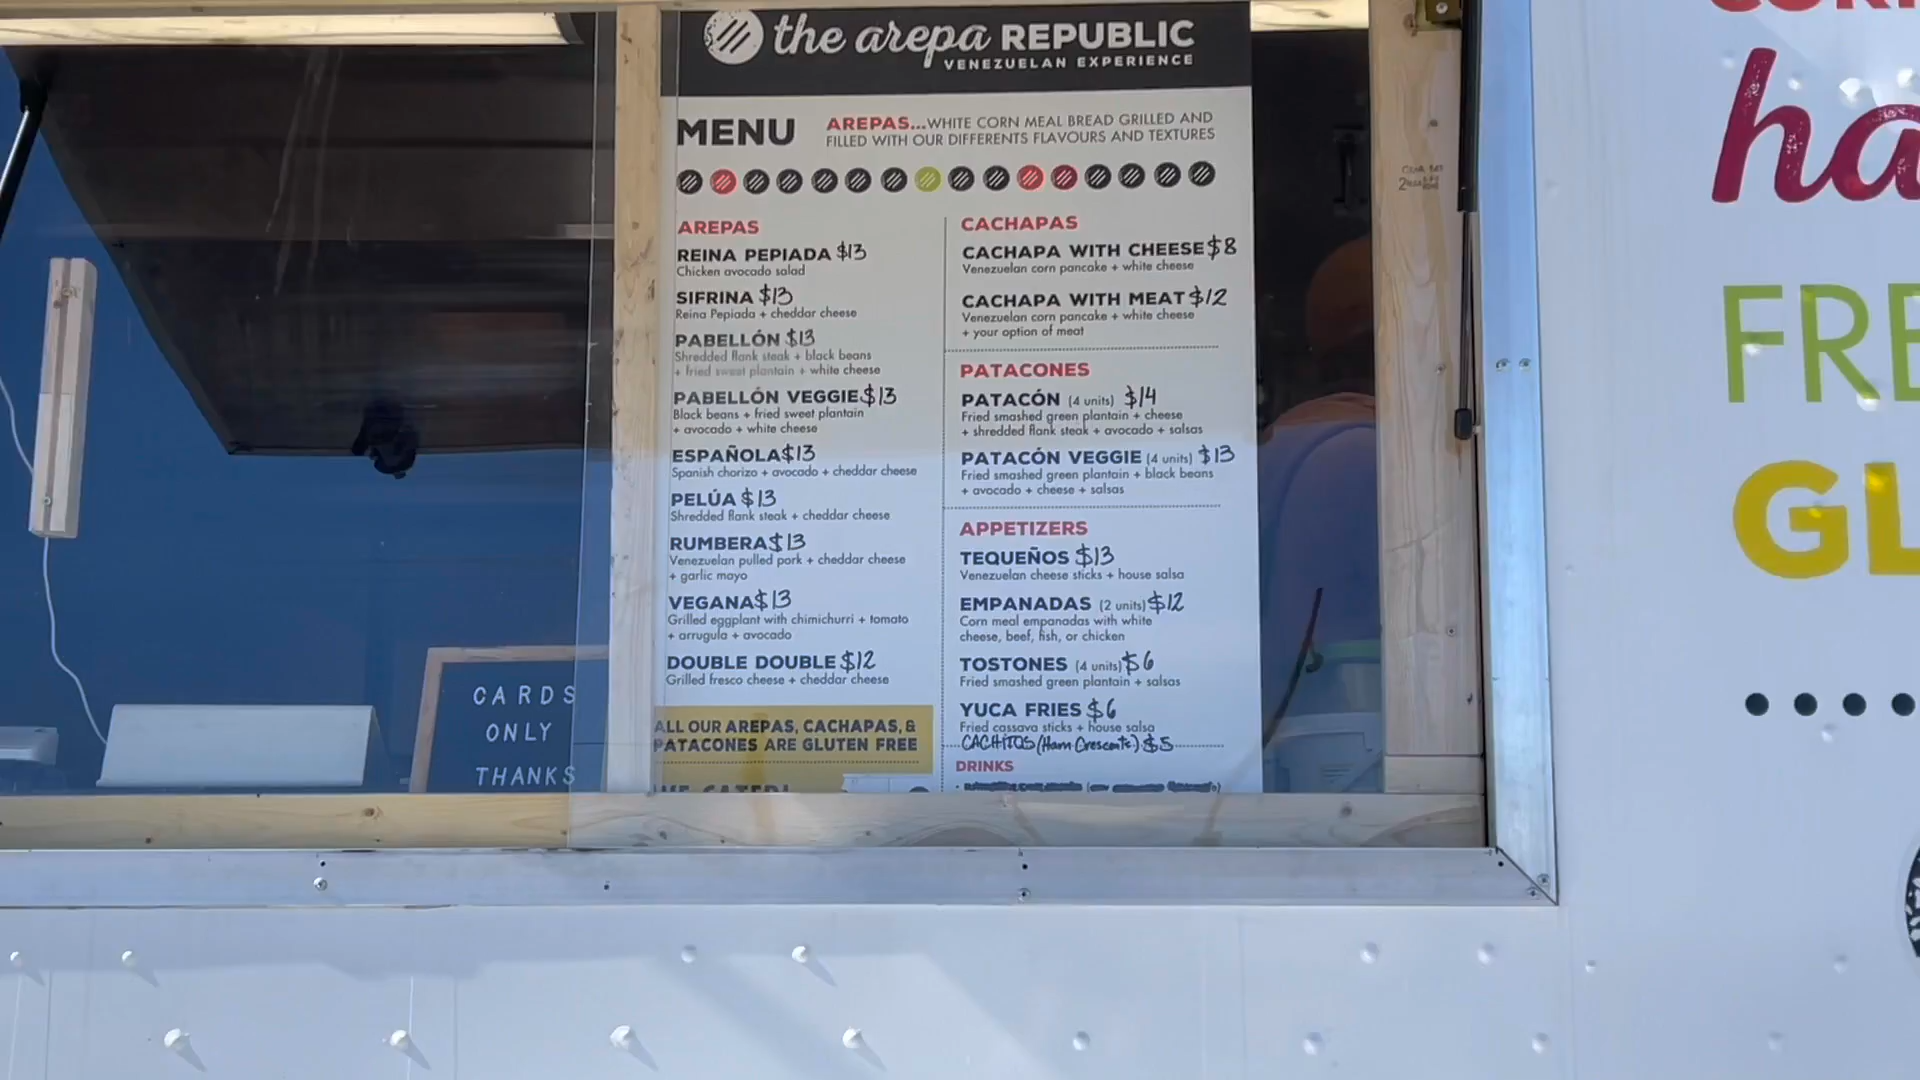 the arepa REPUBLIC
VENEZUELAN EXPERIENCE
MENU
AREPAS...WHITE CORN MEAL BREAD GRILLED AND
FILLED WITH OUR DIFFERENTS FLAVOURS AND TEXTURES
AREPAS
REINA PEPIADA $13
Chicken avocado salad
SIFRINA $13
Reina Pepiada + cheddar cheese
PABELLÓN $13
Shredded flank steak + black beans
+ fried sweet plantain + white cheese
PABELLÓN VEGGIE $13
Black beans + fried sweet plantain
+ avocado + white cheese
ESPAÑOLA $13
Spanish chorizo + avocado + cheddar cheese
PELÚA $13
Shredded flank steak + cheddar cheese
RUMBERA $13
Venezuelan pulled pork + cheddar cheese
+ garlic mayo
VEGANA $13
Grilled eggplant with chimichurri + tomato
+ arrugula + avocado
DOUBLE DOUBLE $12
Grilled fresco cheese + cheddar cheese
ALL OUR AREPAS, CACHAPAS, &
PATACONES ARE GLUTEN FREE
CACHAPAS
CACHAPA WITH CHEESE $8
Venezuelan corn pancake + white cheese
CACHAPA WITH MEAT $12
Venezuelan corn pancake + white cheese
+ your option of meat
PATACONES
PATACÓN (4 units) $14
Fried smashed green plantain + cheese
+ shredded flank steak + avocado + salsas
PATACÓN VEGGIE (4 units) $13
Fried smashed green plantain + black beans
+ avocado + cheese + salsas
APPETIZERS
TEQUEÑOS $13
Venezuelan cheese sticks + house salsa
EMPANADAS (2 units) $12
Corn meal empanadas with white
cheese, beef, fish, or chicken
TOSTONES (4 units) $6
Fried smashed green plantain + salsas
YUCA FRIES $6
Fried cassava sticks + house salsa
CACHITOS (Ham Crescents) $5
DRINKS
CARDS
ONLY
THANKS
ha
FRE
GL